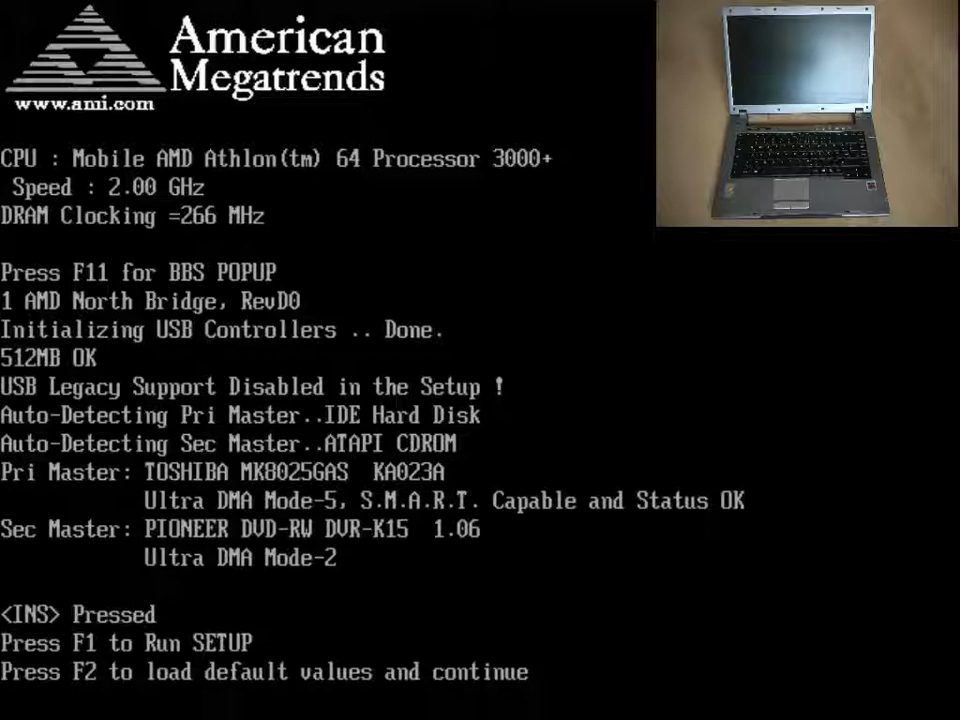 American
Megatrends
www.ami.com
CPU : Mobile AMD Athlon(tm) 64 Processor 3000+
Speed : 2.00 GHz
DRAM Clocking =266 MHz
Press F11 for BBS POPUP
1 AMD North Bridge, RevD0
Initializing USB Controllers .. Done.
512MB OK
USB Legacy Support Disabled in the Setup !
Auto-Detecting Pri Master..IDE Hard Disk
Auto-Detecting Sec Master..ATAPI CDROM
Pri Master: TOSHIBA MK8025GAS  KA023A
Ultra DMA Mode-5, S.M.A.R.T. Capable and Status OK
Sec Master: PIONEER DVD-RW DVR-K15  1.06
Ultra DMA Mode-2
<INS> Pressed
Press F1 to Run SETUP
Press F2 to load default values and continue